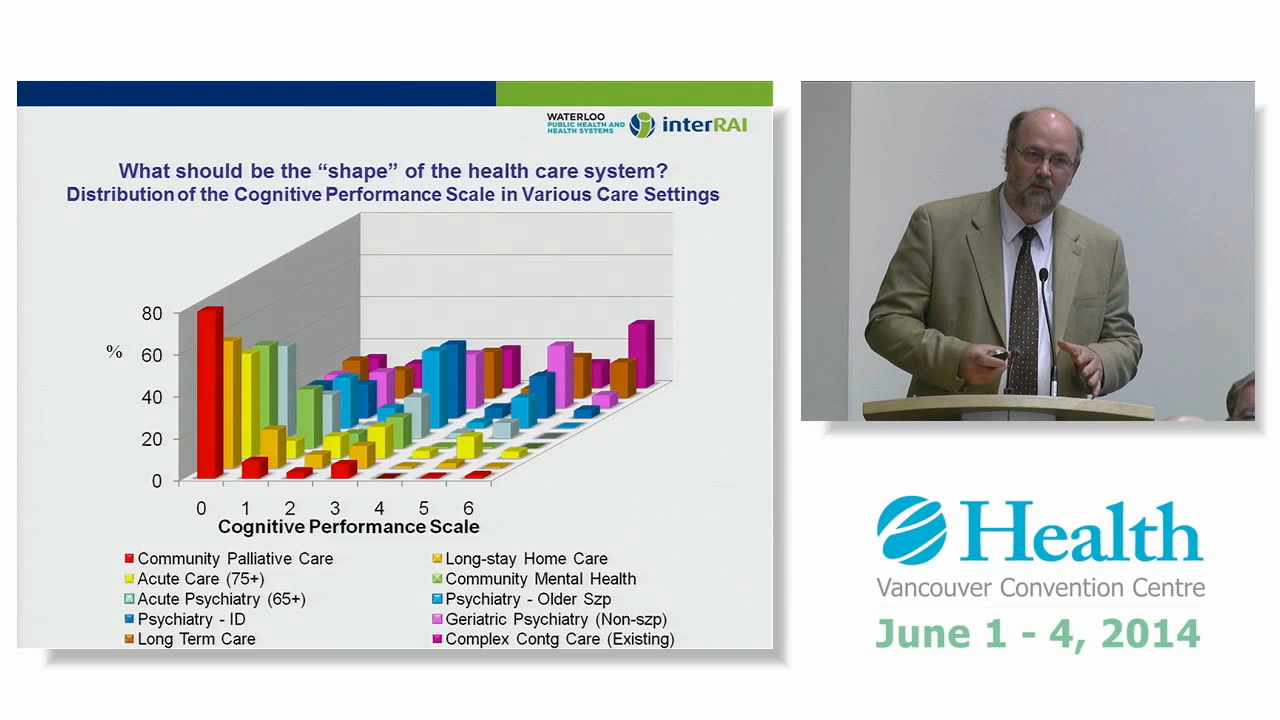 WATERLOO
PUBLIC HEALTH AND
HEALTH SYSTEMS
interRAI
What should be the “shape” of the health care system?
Distribution of the Cognitive Performance Scale in Various Care Settings
80
%
60
40
20
0
0 1 2 3 4 5 6
Cognitive Performance Scale
Community Palliative Care
Long-stay Home Care
Acute Care (75+)
Community Mental Health
Acute Psychiatry (65+)
Psychiatry - Older Szp
Psychiatry - ID
Geriatric Psychiatry (Non-szp)
Long Term Care
Complex Contg Care (Existing)
Health
Vancouver Convention Centre
June 1 - 4, 2014